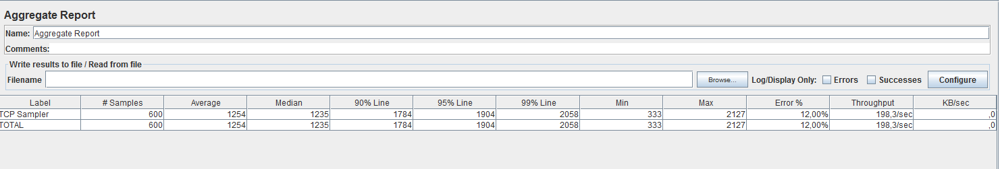 Aggregate Report
Name: Aggregate Report
Comments:
Write results to file / Read from file
Filename Browse... Log/Display Only: Errors Successes Configure
Label # Samples Average Median 90% Line 95% Line 99% Line Min Max Error % Throughput KB/sec
TCP Sampler 600 1254 1235 1784 1904 2058 333 2127 12,00% 198,3/sec ,0
TOTAL 600 1254 1235 1784 1904 2058 333 2127 12,00% 198,3/sec ,0